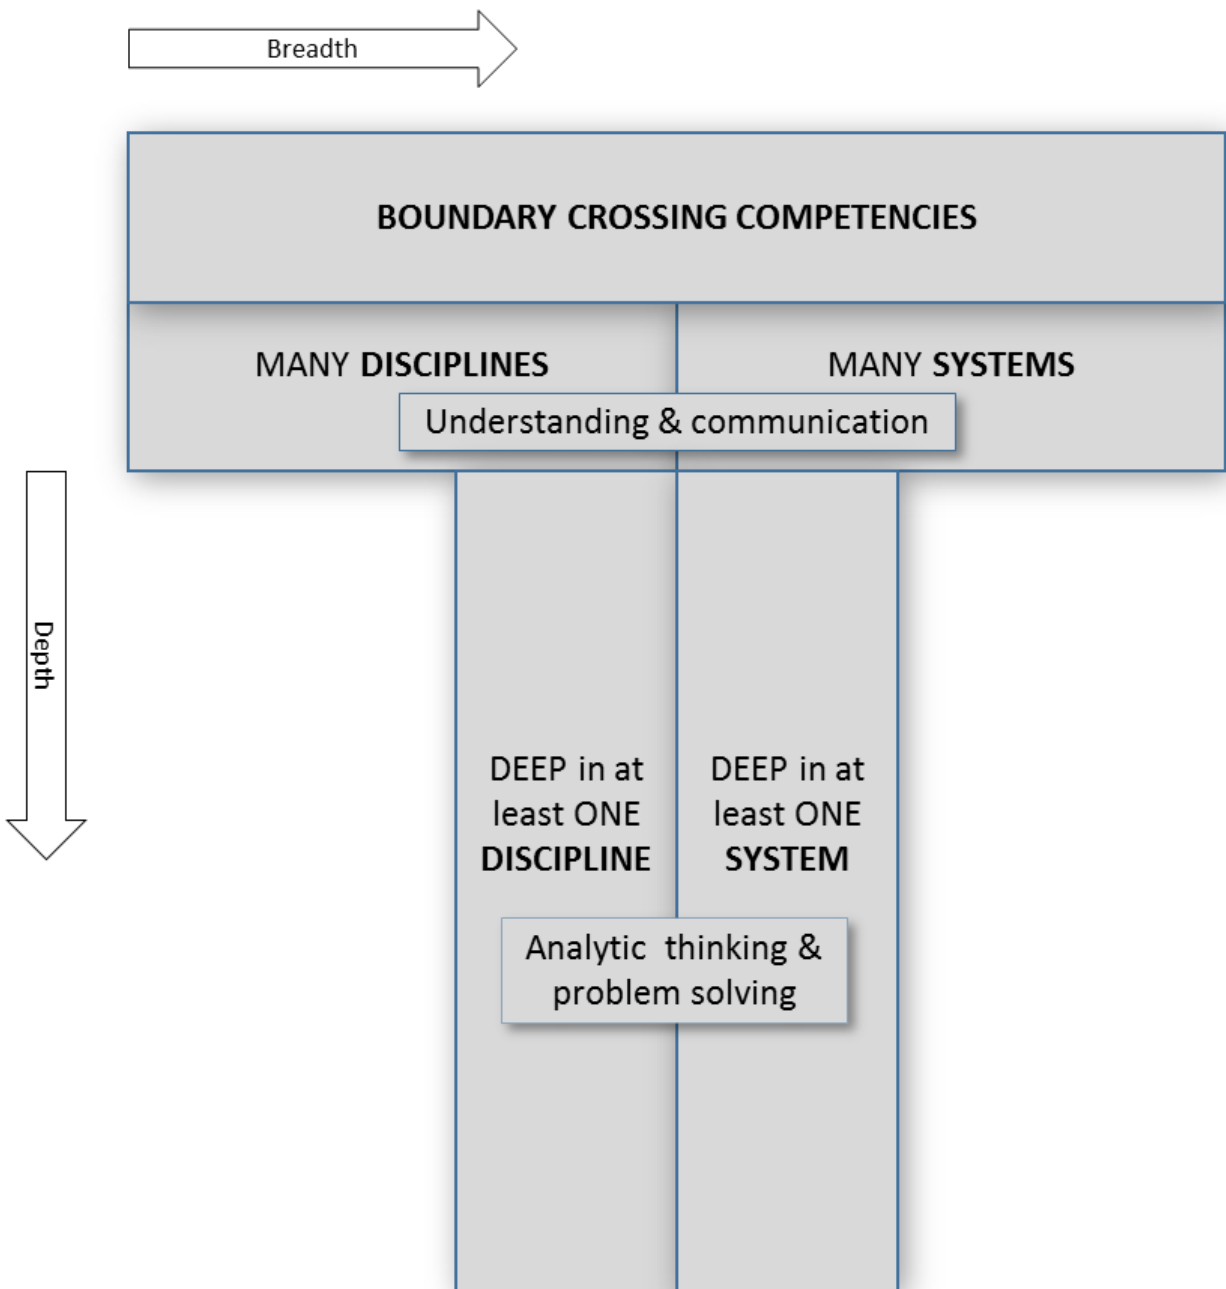 Breadth
BOUNDARY CROSSING COMPETENCIES
MANY DISCIPLINES
MANY SYSTEMS
Understanding & communication
Depth
DEEP in at
least ONE
DISCIPLINE
DEEP in at
least ONE
SYSTEM
Analytic thinking &
problem solving